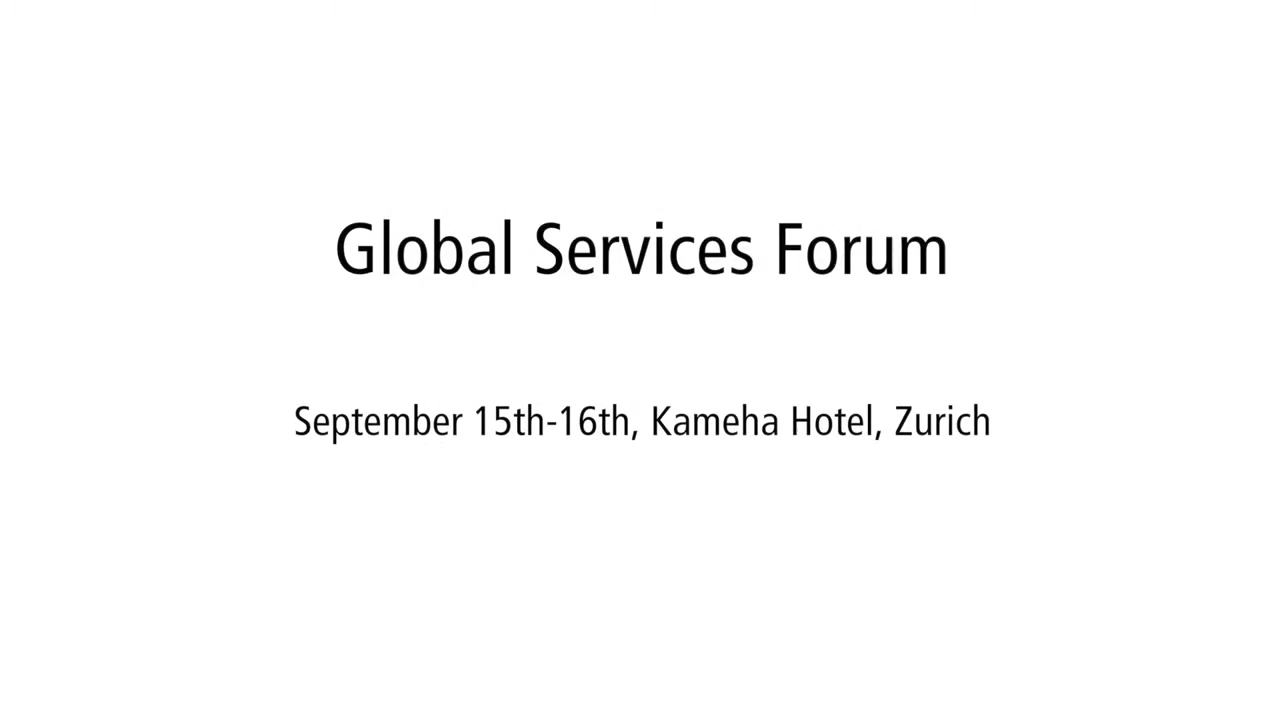 Global Services Forum
September 15th-16th, Kameha Hotel, Zurich